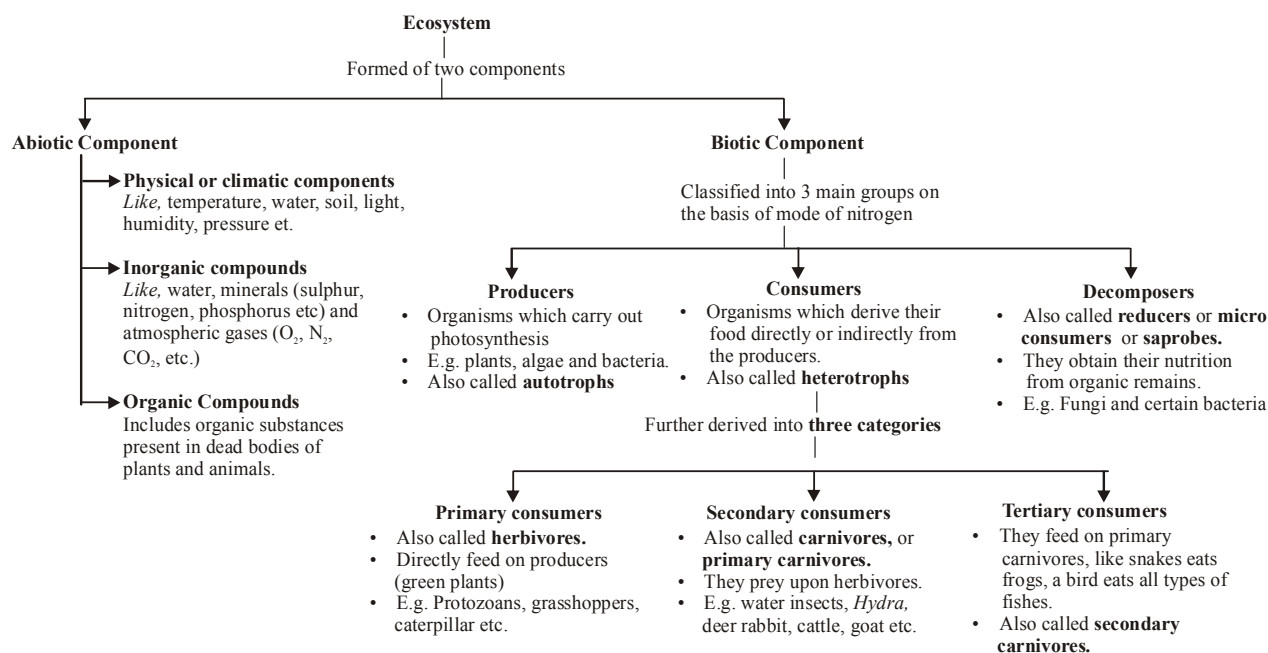 Ecosystem
Formed of two components
Abiotic Component
Physical or climatic components
Like, temperature, water, soil, light,
humidity, pressure et.
Inorganic compounds
Like, water, minerals (sulphur,
nitrogen, phosphorus etc) and
atmospheric gases (O₂, N₂,
CO₂, etc.)
Organic Compounds
Includes organic substances
present in dead bodies of
plants and animals.
Biotic Component
Classified into 3 main groups on
the basis of mode of nitrogen
Producers
• Organisms which carry out
photosynthesis
• E.g. plants, algae and bacteria.
• Also called autotrophs
Consumers
• Organisms which derive their
food directly or indirectly from
the producers.
• Also called heterotrophs
Decomposers
• Also called reducers or micro
consumers or saprobes.
• They obtain their nutrition
from organic remains.
• E.g. Fungi and certain bacteria
Further derived into three categories
Primary consumers
• Also called herbivores.
• Directly feed on producers
(green plants)
• E.g. Protozoans, grasshoppers,
caterpillar etc.
Secondary consumers
• Also called carnivores, or
primary carnivores.
• They prey upon herbivores.
• E.g. water insects, Hydra,
deer rabbit, cattle, goat etc.
Tertiary consumers
• They feed on primary
carnivores, like snakes eats
frogs, a bird eats all types of
fishes.
• Also called secondary
carnivores.